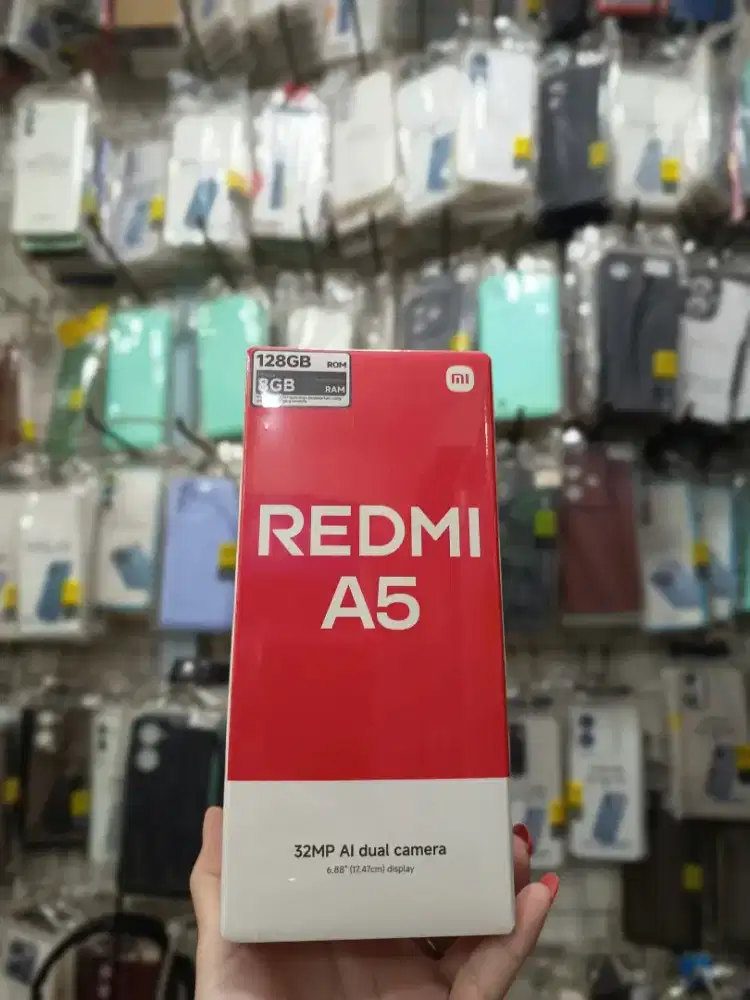 128GB ROM
8GB RAM
mi
REDMI
A5
32MP AI dual camera
6.88" (17.47cm) display